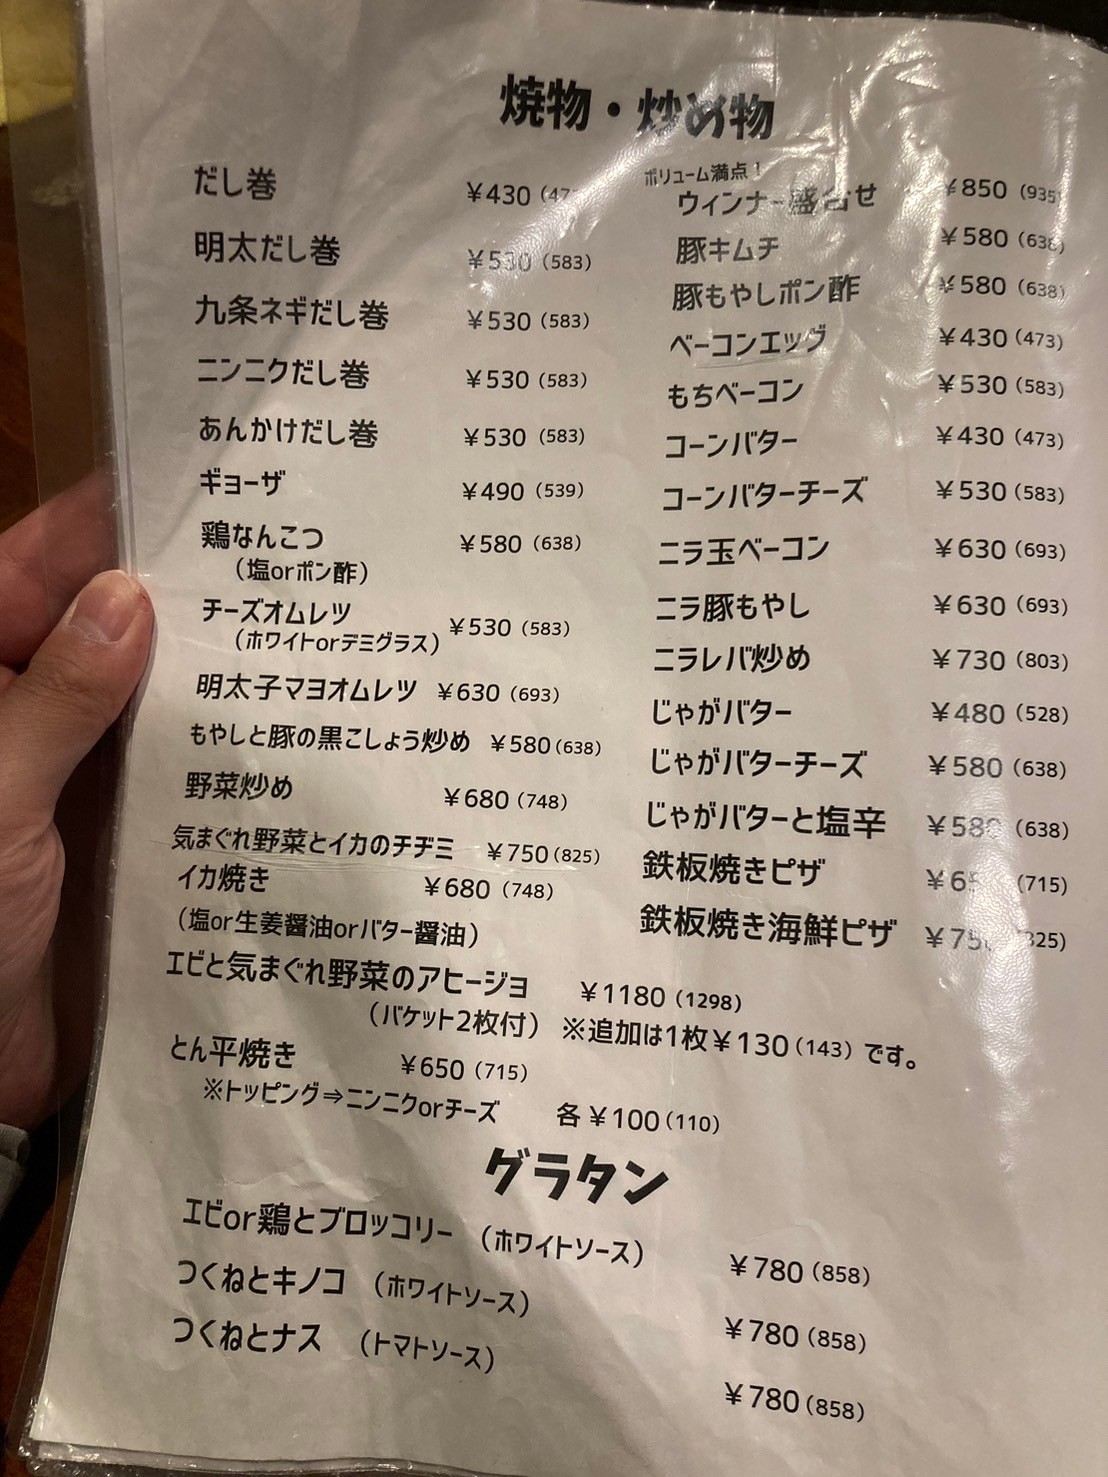 焼物・炒め物
だし巻 ¥430
明太だし巻 ¥530 (583)
九条ネギだし巻 ¥530 (583)
ニンニクだし巻 ¥530 (583)
あんかけだし巻 ¥530 (583)
ギョーザ ¥490 (539)
鶏なんこつ ¥580 (638)
(塩orポン酢)
チーズオムレツ ¥530 (583)
(ホワイトorデミグラス)
明太子マヨオムレツ ¥630 (693)
もやしと豚の黒こしょう炒め ¥580 (638)
野菜炒め ¥680 (748)
気まぐれ野菜とイカのチヂミ ¥750 (825)
イカ焼き ¥680 (748)
(塩or生姜醤油orバター醤油)
ボリューム満点!
ウィンナー盛合せ ¥850 (935)
豚キムチ ¥580 (638)
豚もやしポン酢 ¥580 (638)
ベーコンエッグ ¥430 (473)
もちベーコン ¥530 (583)
コーンバター ¥430 (473)
コーンバターチーズ ¥530 (583)
ニラ玉ベーコン ¥630 (693)
ニラ豚もやし ¥630 (693)
ニラレバ炒め ¥730 (803)
じゃがバター ¥480 (528)
じゃがバターチーズ ¥580 (638)
じゃがバターと塩辛 ¥580 (638)
鉄板焼きピザ (715)
鉄板焼き海鮮ピザ
エビと気まぐれ野菜のアヒージョ ¥1180 (1298)
(バケット2枚付) ※追加は1枚¥130 (143) です。
とん平焼き ¥650 (715)
※トッピング⇒ニンニクorチーズ 各¥100 (110)
グラタン
エビor鶏とブロッコリー (ホワイトソース) ¥780 (858)
つくねとキノコ (ホワイトソース) ¥780 (858)
つくねとナス (トマトソース) ¥780 (858)